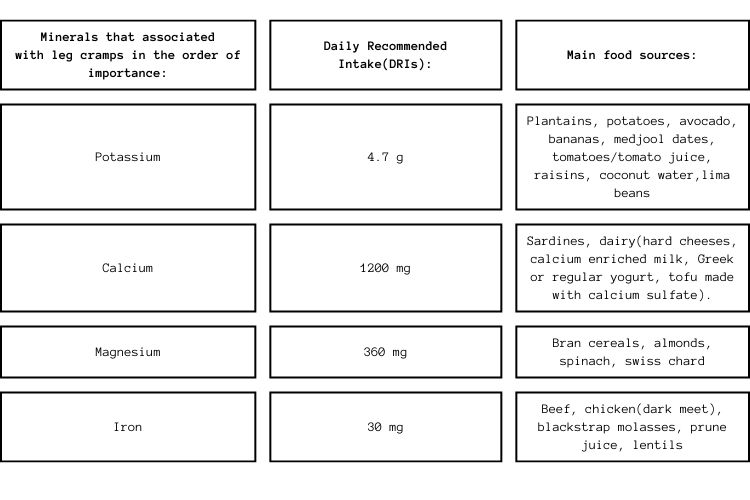 Minerals that associated
with leg cramps in the order of
importance:
Daily Recommended
Intake(DRIs):
Main food sources:
Potassium
4.7 g
Plantains, potatoes, avocado,
bananas, medjool dates,
tomatoes/tomato juice,
raisins, coconut water,lima
beans
Calcium
1200 mg
Sardines, dairy(hard cheeses,
calcium enriched milk, Greek
or regular yogurt, tofu made
with calcium sulfate).
Magnesium
360 mg
Bran cereals, almonds,
spinach, swiss chard
Iron
30 mg
Beef, chicken(dark meet),
blackstrap molasses, prune
juice, lentils